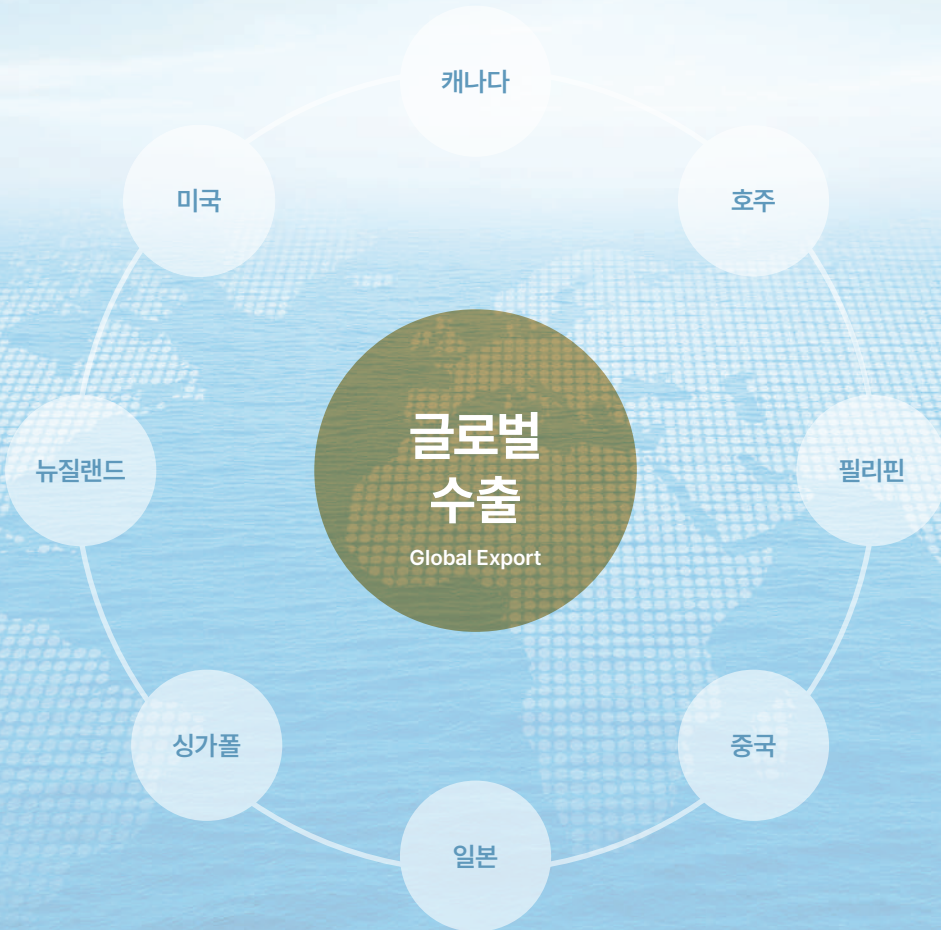 캐나다
미국
호주
글로벌
수출
Global Export
뉴질랜드
필리핀
싱가폴
중국
일본